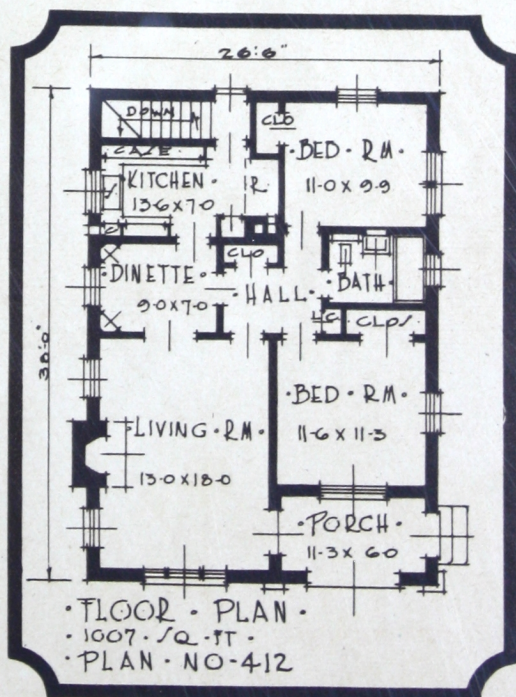 26'-6"
DOWN
CLO
CASE
BED RM.
KITCHEN
R.
11-0 X 9-9
13-6 X 7-0
38'-0"
CLO
DINETTE
HALL
BATH
9-0 X 7-0
L.C.
CLOS.
BED RM.
LIVING RM.
11-6 X 11-3
13-0 X 18-0
PORCH
11-3 X 6-0
FLOOR PLAN
1007 SQ FT
PLAN NO-412